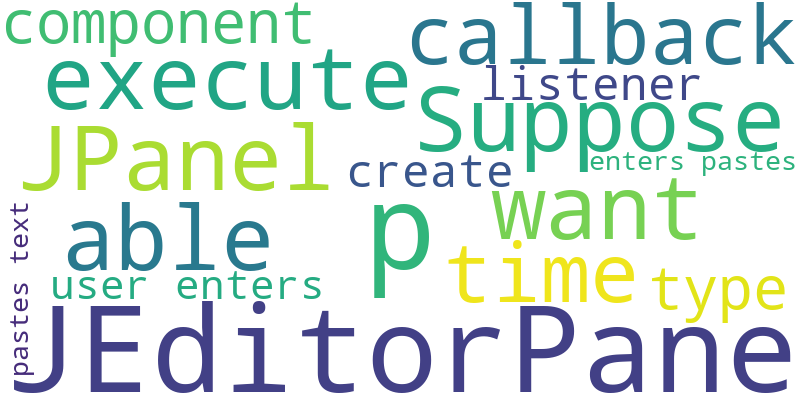 component
callback
execute
listener
Suppose
JPanel
create
enters pastes
p
want
able
time
type
user enters
pastes text
JEditorPane